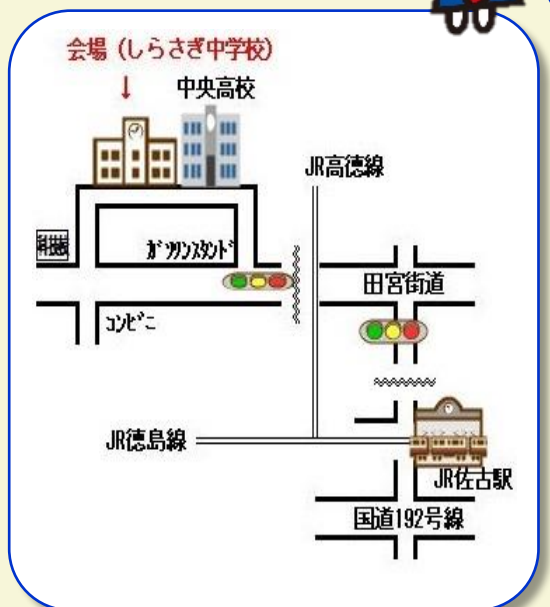 会場（しらさぎ中学校）
↓
中央高校
JR高徳線
ｶﾞｿﾘﾝｽﾀﾝﾄﾞ
田宮街道
ｺﾝﾋﾞﾆ
JR徳島線
JR佐古駅
国道192号線